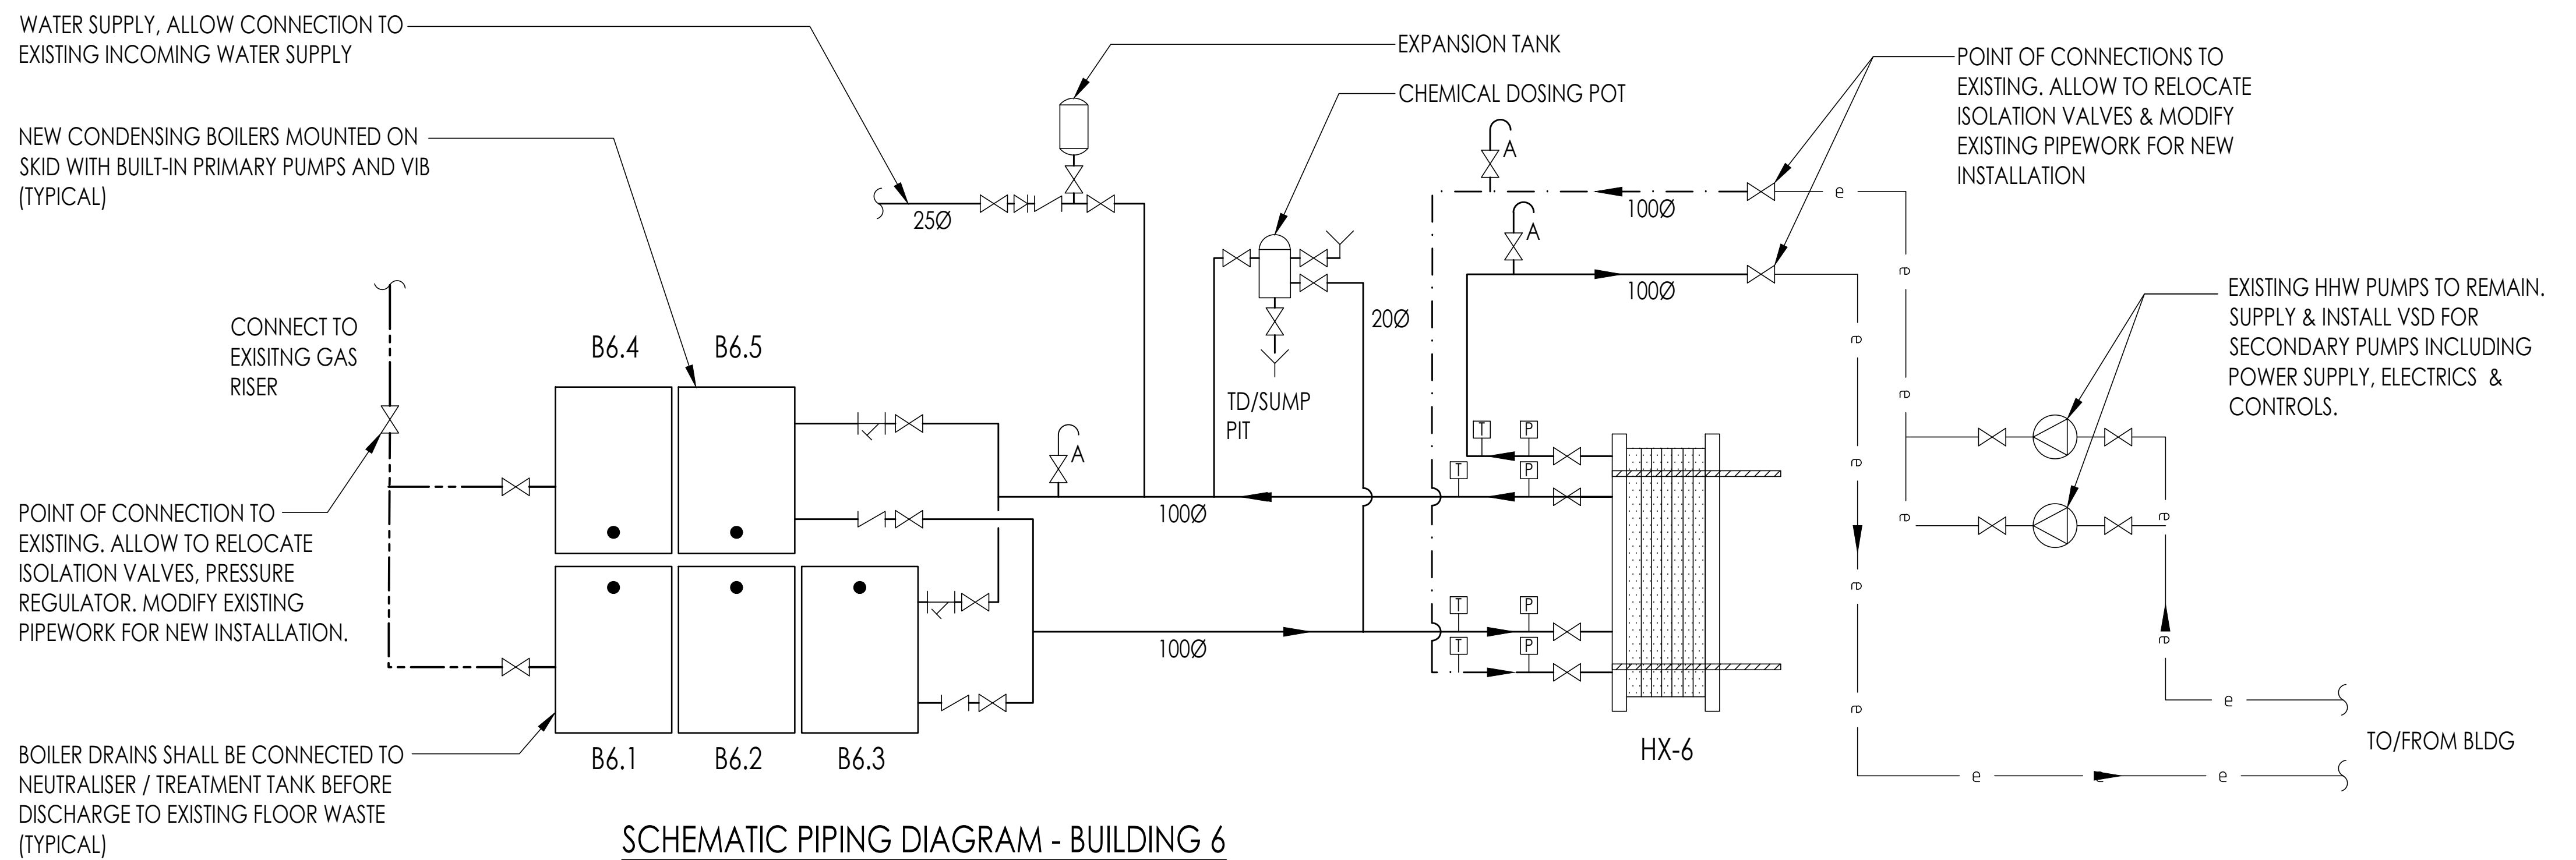 WATER SUPPLY, ALLOW CONNECTION TO
EXISTING INCOMING WATER SUPPLY
NEW CONDENSING BOILERS MOUNTED ON
SKID WITH BUILT-IN PRIMARY PUMPS AND VIB
(TYPICAL)
EXPANSION TANK
CHEMICAL DOSING POT
POINT OF CONNECTIONS TO
EXISTING. ALLOW TO RELOCATE
ISOLATION VALVES & MODIFY
EXISTING PIPEWORK FOR NEW
INSTALLATION
25Ø
A
100Ø
e
A
100Ø
e
e
e
e
e
EXISTING HHW PUMPS TO REMAIN.
SUPPLY & INSTALL VSD FOR
SECONDARY PUMPS INCLUDING
POWER SUPPLY, ELECTRICS &
CONTROLS.
CONNECT TO
EXISITNG GAS
RISER
B6.4
B6.5
20Ø
TD/SUMP
PIT
A
T
P
T
P
100Ø
POINT OF CONNECTION TO
EXISTING. ALLOW TO RELOCATE
ISOLATION VALVES, PRESSURE
REGULATOR. MODIFY EXISTING
PIPEWORK FOR NEW INSTALLATION.
e
e
T
P
100Ø
T
P
e
e
e
e
BOILER DRAINS SHALL BE CONNECTED TO
NEUTRALISER / TREATMENT TANK BEFORE
DISCHARGE TO EXISTING FLOOR WASTE
(TYPICAL)
B6.1
B6.2
B6.3
HX-6
TO/FROM BLDG
e
e
e
SCHEMATIC PIPING DIAGRAM - BUILDING 6